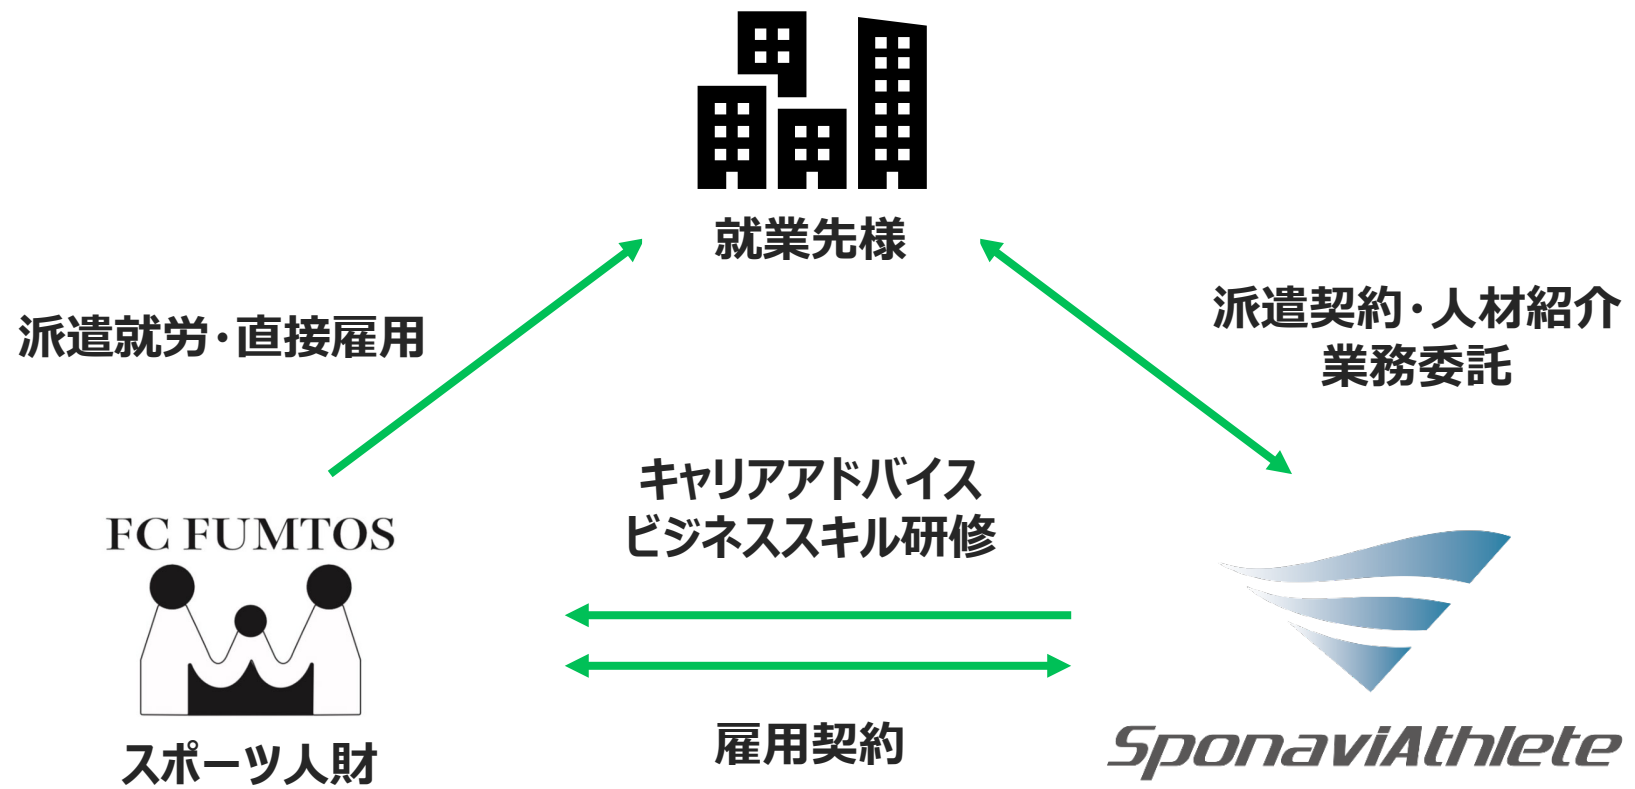 就業先様
派遣就労・直接雇用
派遣契約・人材紹介
業務委託
キャリアアドバイス
ビジネススキル研修
FC FUMTOS
スポーツ人財
雇用契約
SponaviAthlete